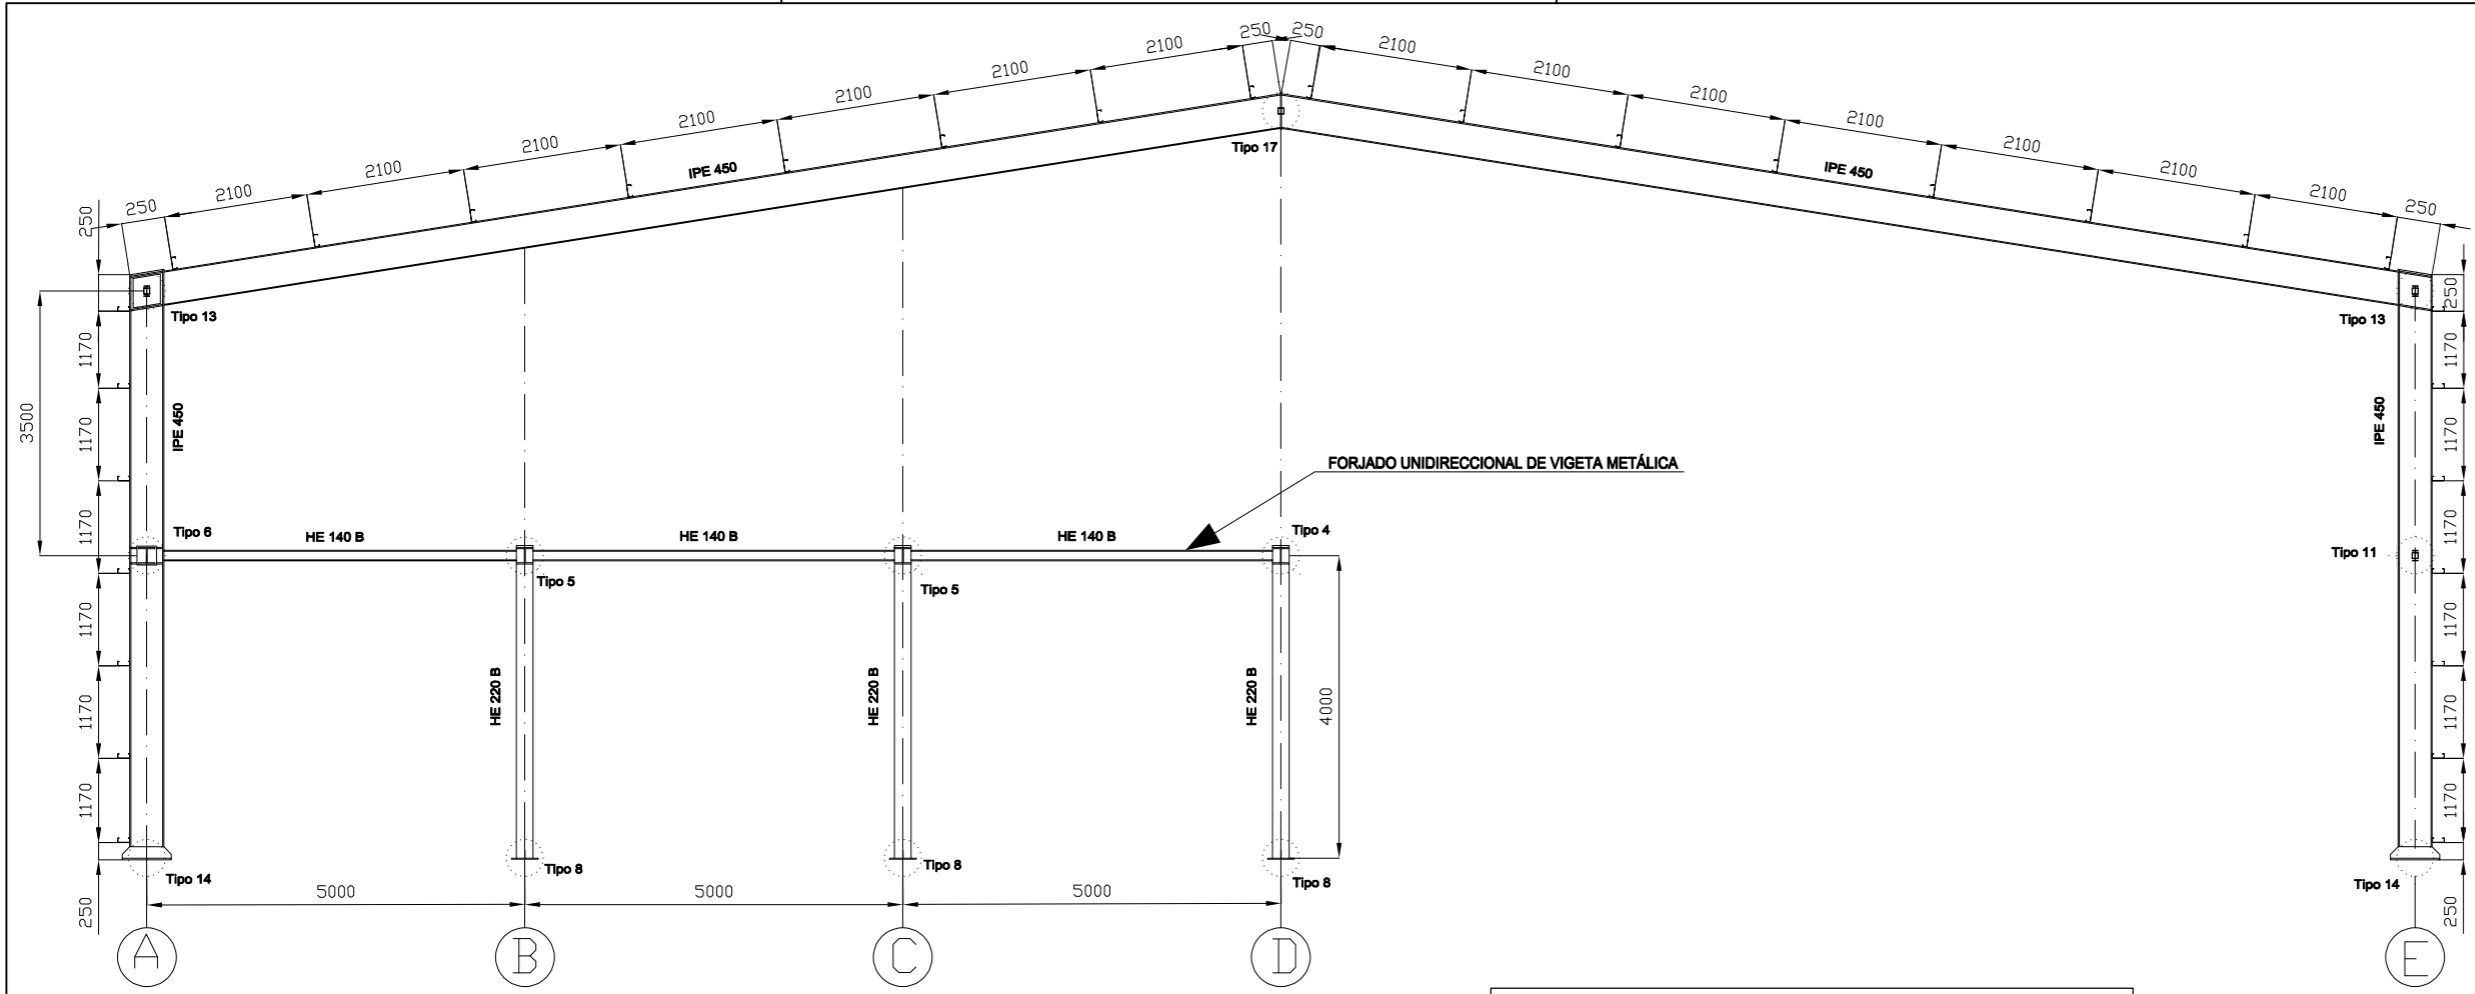 250
250
2100
2100
2100
2100
2100
2100
2100
250
250
2100
2100
2100
2100
2100
2100
2100
250
250
IPE 450
IPE 450
Tipo 17
Tipo 13
Tipo 13
3500
1170
1170
1170
1170
1170
1170
250
IPE 450
IPE 450
FORJADO UNIDIRECCIONAL DE VIGETA METÁLICA
Tipo 6
HE 140 B
HE 140 B
HE 140 B
Tipo 4
Tipo 5
Tipo 5
Tipo 11
HE 220 B
HE 220 B
HE 220 B
4000
1170
1170
1170
1170
1170
1170
250
Tipo 14
Tipo 8
Tipo 8
Tipo 8
Tipo 14
5000
5000
5000
A
B
C
D
E